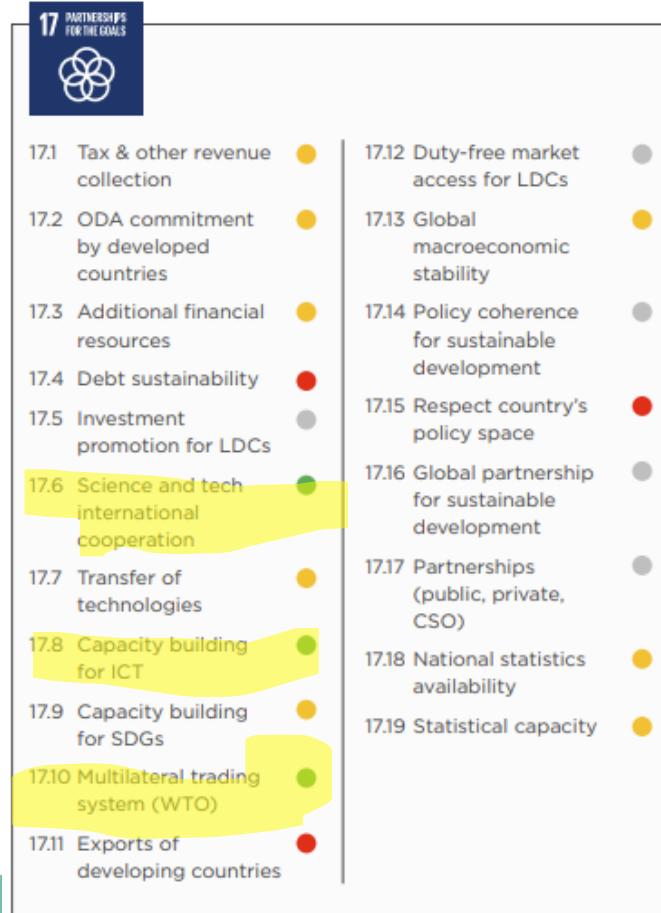 17 PARTNERSHIPS
FOR THE GOALS
17.1 Tax & other revenue
collection
17.2 ODA commitment
by developed
countries
17.3 Additional financial
resources
17.4 Debt sustainability
17.5 Investment
promotion for LDCs
17.6 Science and tech
international
cooperation
17.7 Transfer of
technologies
17.8 Capacity building
for ICT
17.9 Capacity building
for SDGs
17.10 Multilateral trading
system (WTO)
17.11 Exports of
developing countries
17.12 Duty-free market
access for LDCs
17.13 Global
macroeconomic
stability
17.14 Policy coherence
for sustainable
development
17.15 Respect country's
policy space
17.16 Global partnership
for sustainable
development
17.17 Partnerships
(public, private,
CSO)
17.18 National statistics
availability
17.19 Statistical capacity